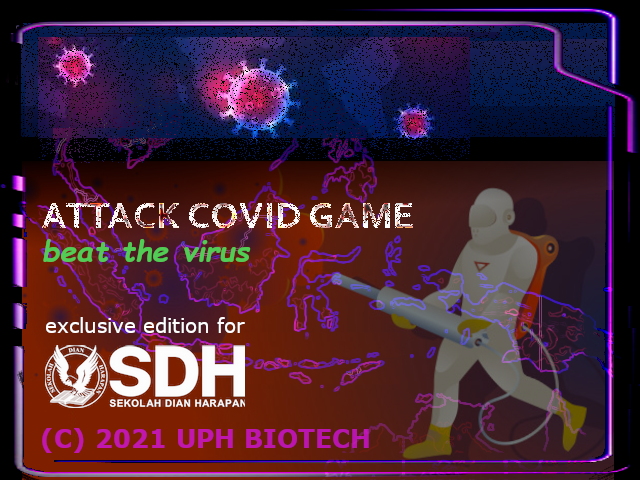 ATTACK COVID GAME
beat the virus
exclusive edition for
SEKOLAH DIAN HARAPAN
SDH
SEKOLAH DIAN HARAPAN
(C) 2021 UPH BIOTECH